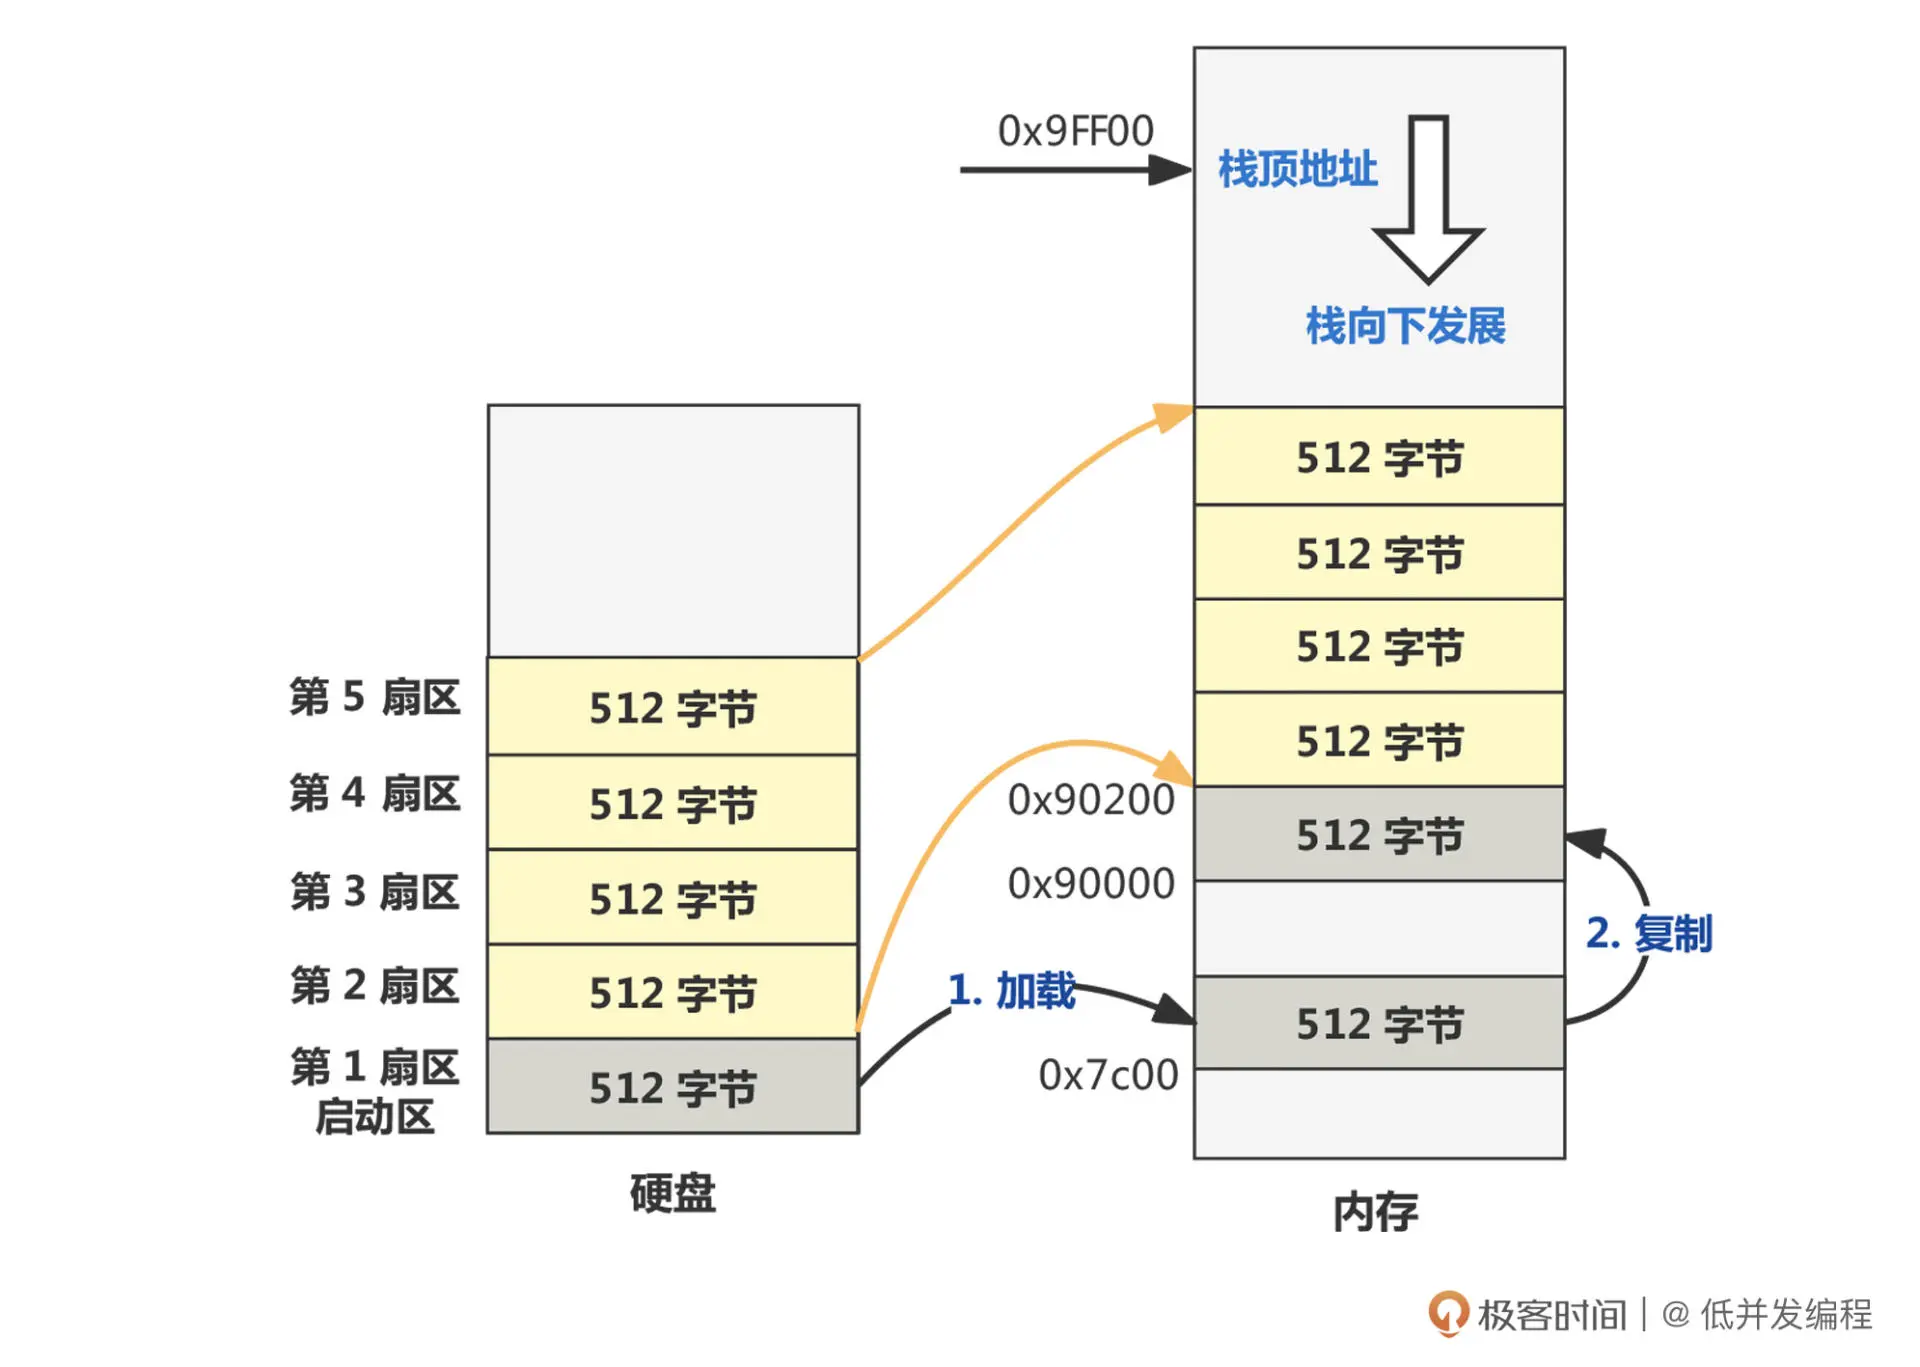 0x9FF00
栈顶地址
栈向下发展
512 字节
512 字节
512 字节
512 字节
0x90200
512 字节
0x90000
2. 复制
1. 加载
512 字节
0x7c00
内存
第 5 扇区
512 字节
第 4 扇区
512 字节
第 3 扇区
512 字节
第 2 扇区
512 字节
第 1 扇区
启动区
512 字节
硬盘
极客时间 | @ 低并发编程